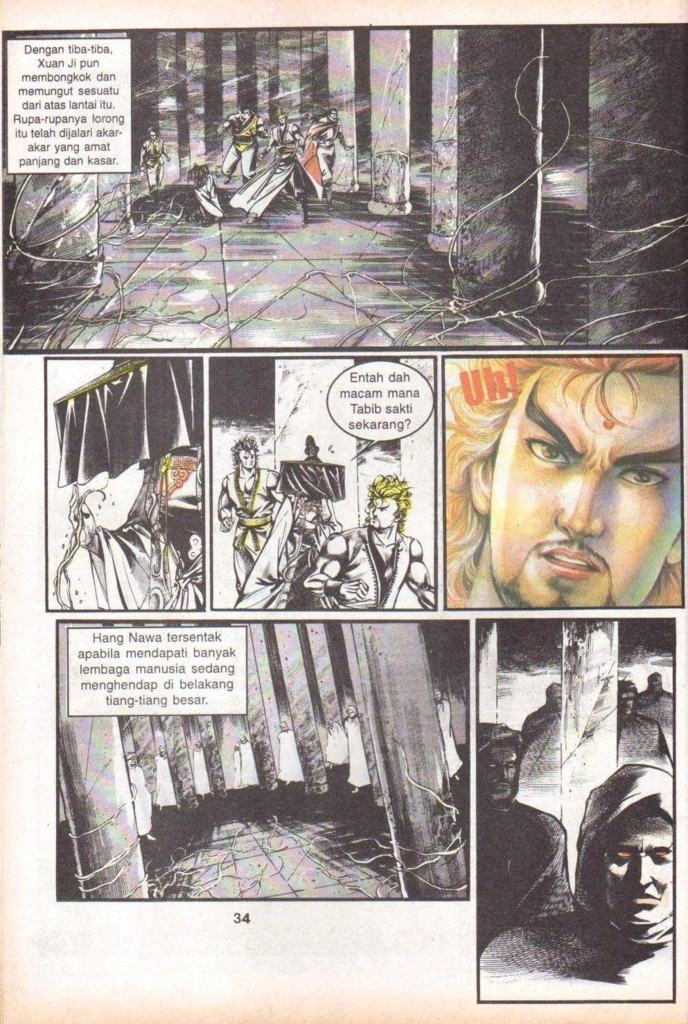 Dengan tiba-tiba,
Xuan Ji pun
membongkok dan
memungut sesuatu
dari atas lantai itu.
Rupa-rupanya lorong
itu telah dijalari akar-
akar yang amat
panjang dan kasar.
Entah dah
macam mana
Tabib sakti
sekarang?
Uh!
Hang Nawa tersentak
apabila mendapati banyak
lembaga manusia sedang
menghendap di belakang
tiang-tiang besar.
34